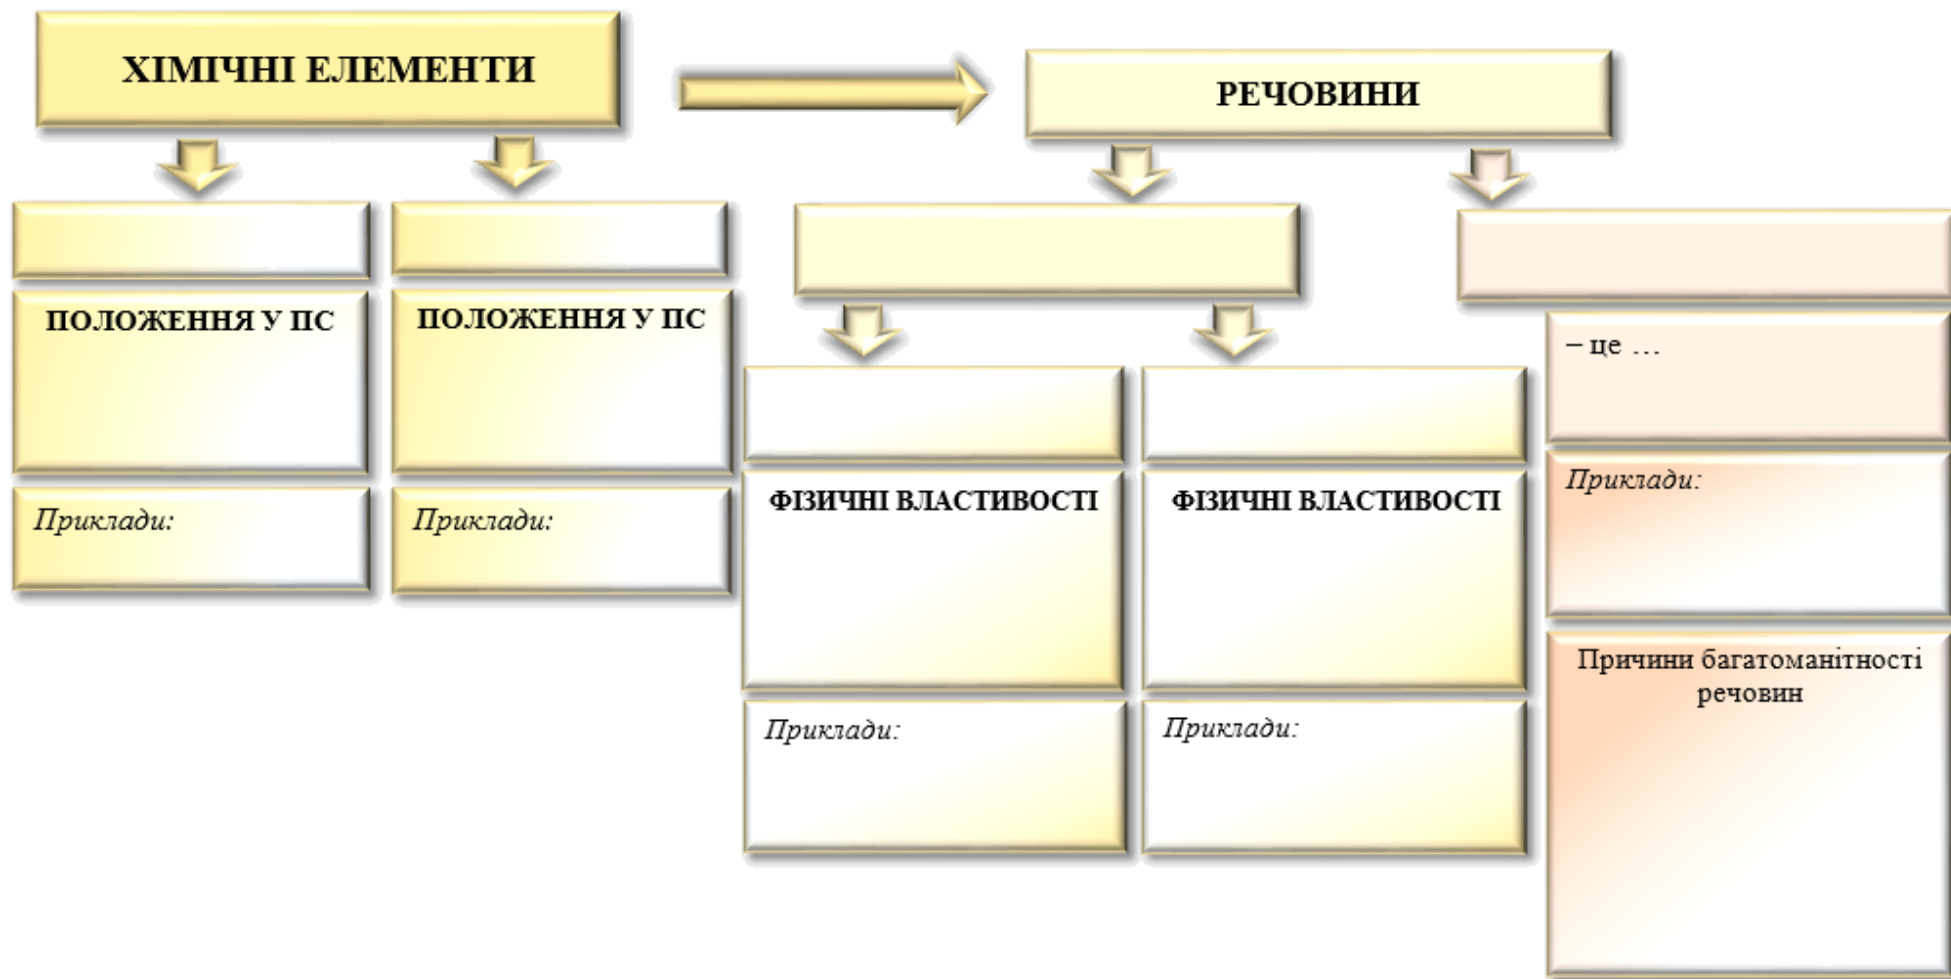 ХІМІЧНІ ЕЛЕМЕНТИ
РЕЧОВИНИ
ПОЛОЖЕННЯ У ПС
ПОЛОЖЕННЯ У ПС
Приклади:
Приклади:
ФІЗИЧНІ ВЛАСТИВОСТІ
ФІЗИЧНІ ВЛАСТИВОСТІ
Приклади:
Приклади:
– це ...
Приклади:
Причини багатоманітності
речовин